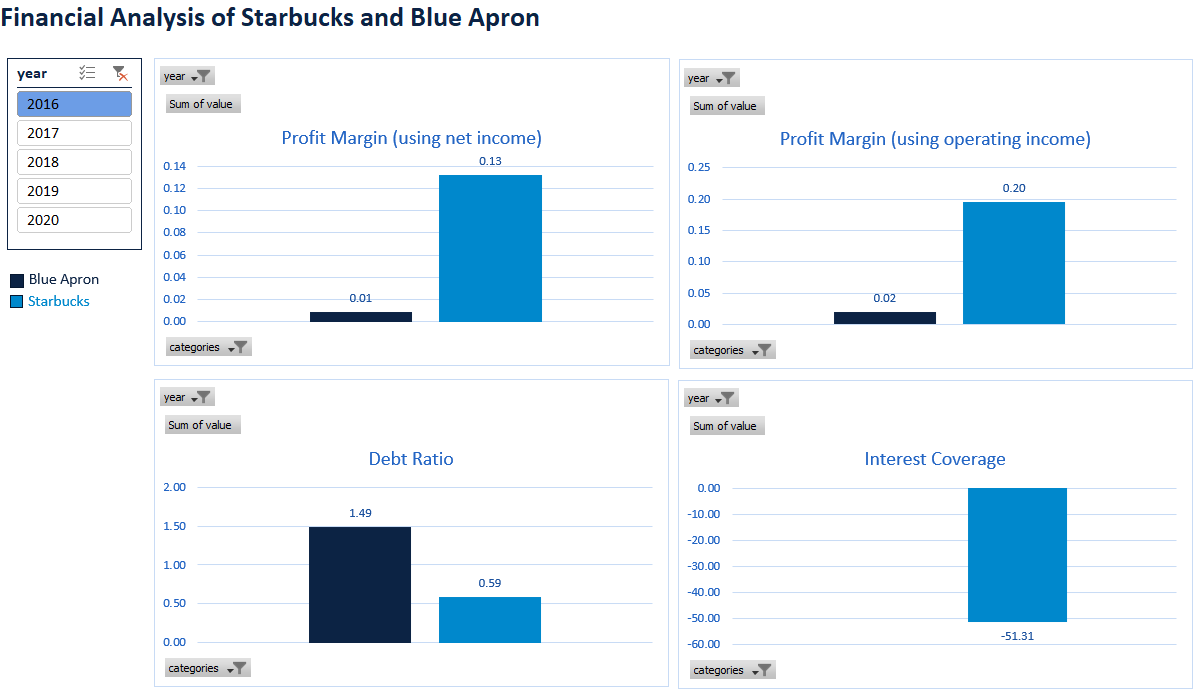 Financial Analysis of Starbucks and Blue Apron
year
2016
2017
2018
2019
2020
Blue Apron
Starbucks
year
Sum of value
Profit Margin (using net income)
0.14
0.12
0.10
0.08
0.06
0.04
0.02
0.00
0.01
0.13
categories
year
Sum of value
Profit Margin (using operating income)
0.25
0.20
0.15
0.10
0.05
0.00
0.02
0.20
categories
year
Sum of value
Debt Ratio
2.00
1.50
1.00
0.50
0.00
1.49
0.59
categories
year
Sum of value
Interest Coverage
0.00
-10.00
-20.00
-30.00
-40.00
-50.00
-60.00
-51.31
categories